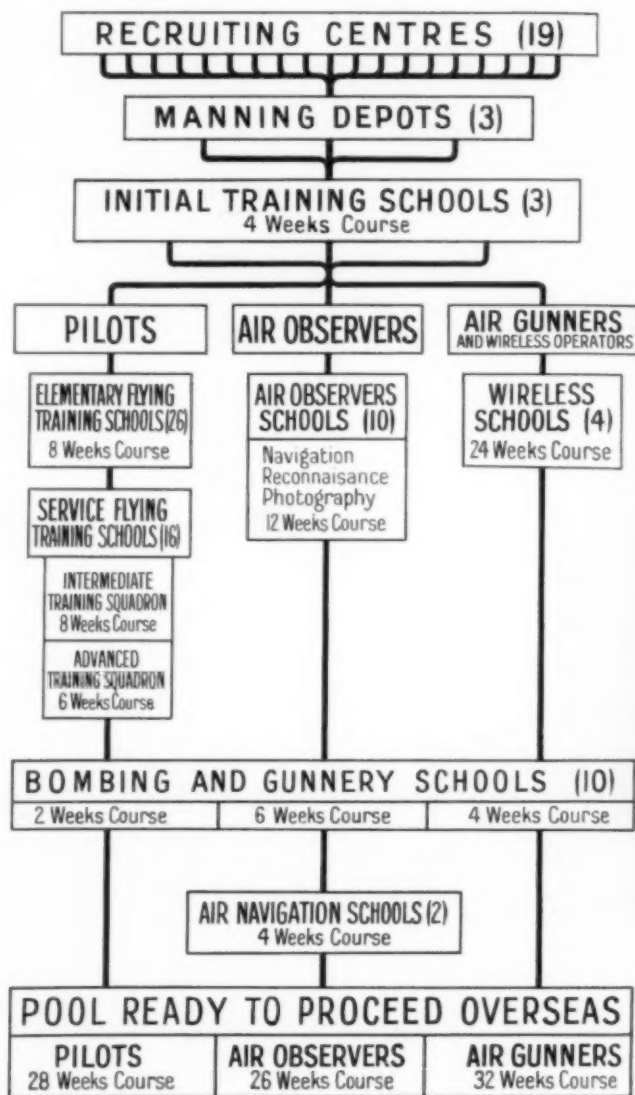 RECRUITING CENTRES (19)
MANNING DEPOTS (3)
INITIAL TRAINING SCHOOLS (3)
4 Weeks Course
PILOTS
AIR OBSERVERS
AIR GUNNERS
AND WIRELESS OPERATORS
ELEMENTARY FLYING
TRAINING SCHOOLS (26)
8 Weeks Course
SERVICE FLYING
TRAINING SCHOOLS (16)
INTERMEDIATE
TRAINING SQUADRON
8 Weeks Course
ADVANCED
TRAINING SQUADRON
6 Weeks Course
AIR OBSERVERS
SCHOOLS (10)
Navigation
Reconnaisance
Photography
12 Weeks Course
WIRELESS
SCHOOLS (4)
24 Weeks Course
BOMBING AND GUNNERY SCHOOLS (10)
2 Weeks Course
6 Weeks Course
4 Weeks Course
AIR NAVIGATION SCHOOLS (2)
4 Weeks Course
POOL READY TO PROCEED OVERSEAS
PILOTS
28 Weeks Course
AIR OBSERVERS
26 Weeks Course
AIR GUNNERS
32 Weeks Course